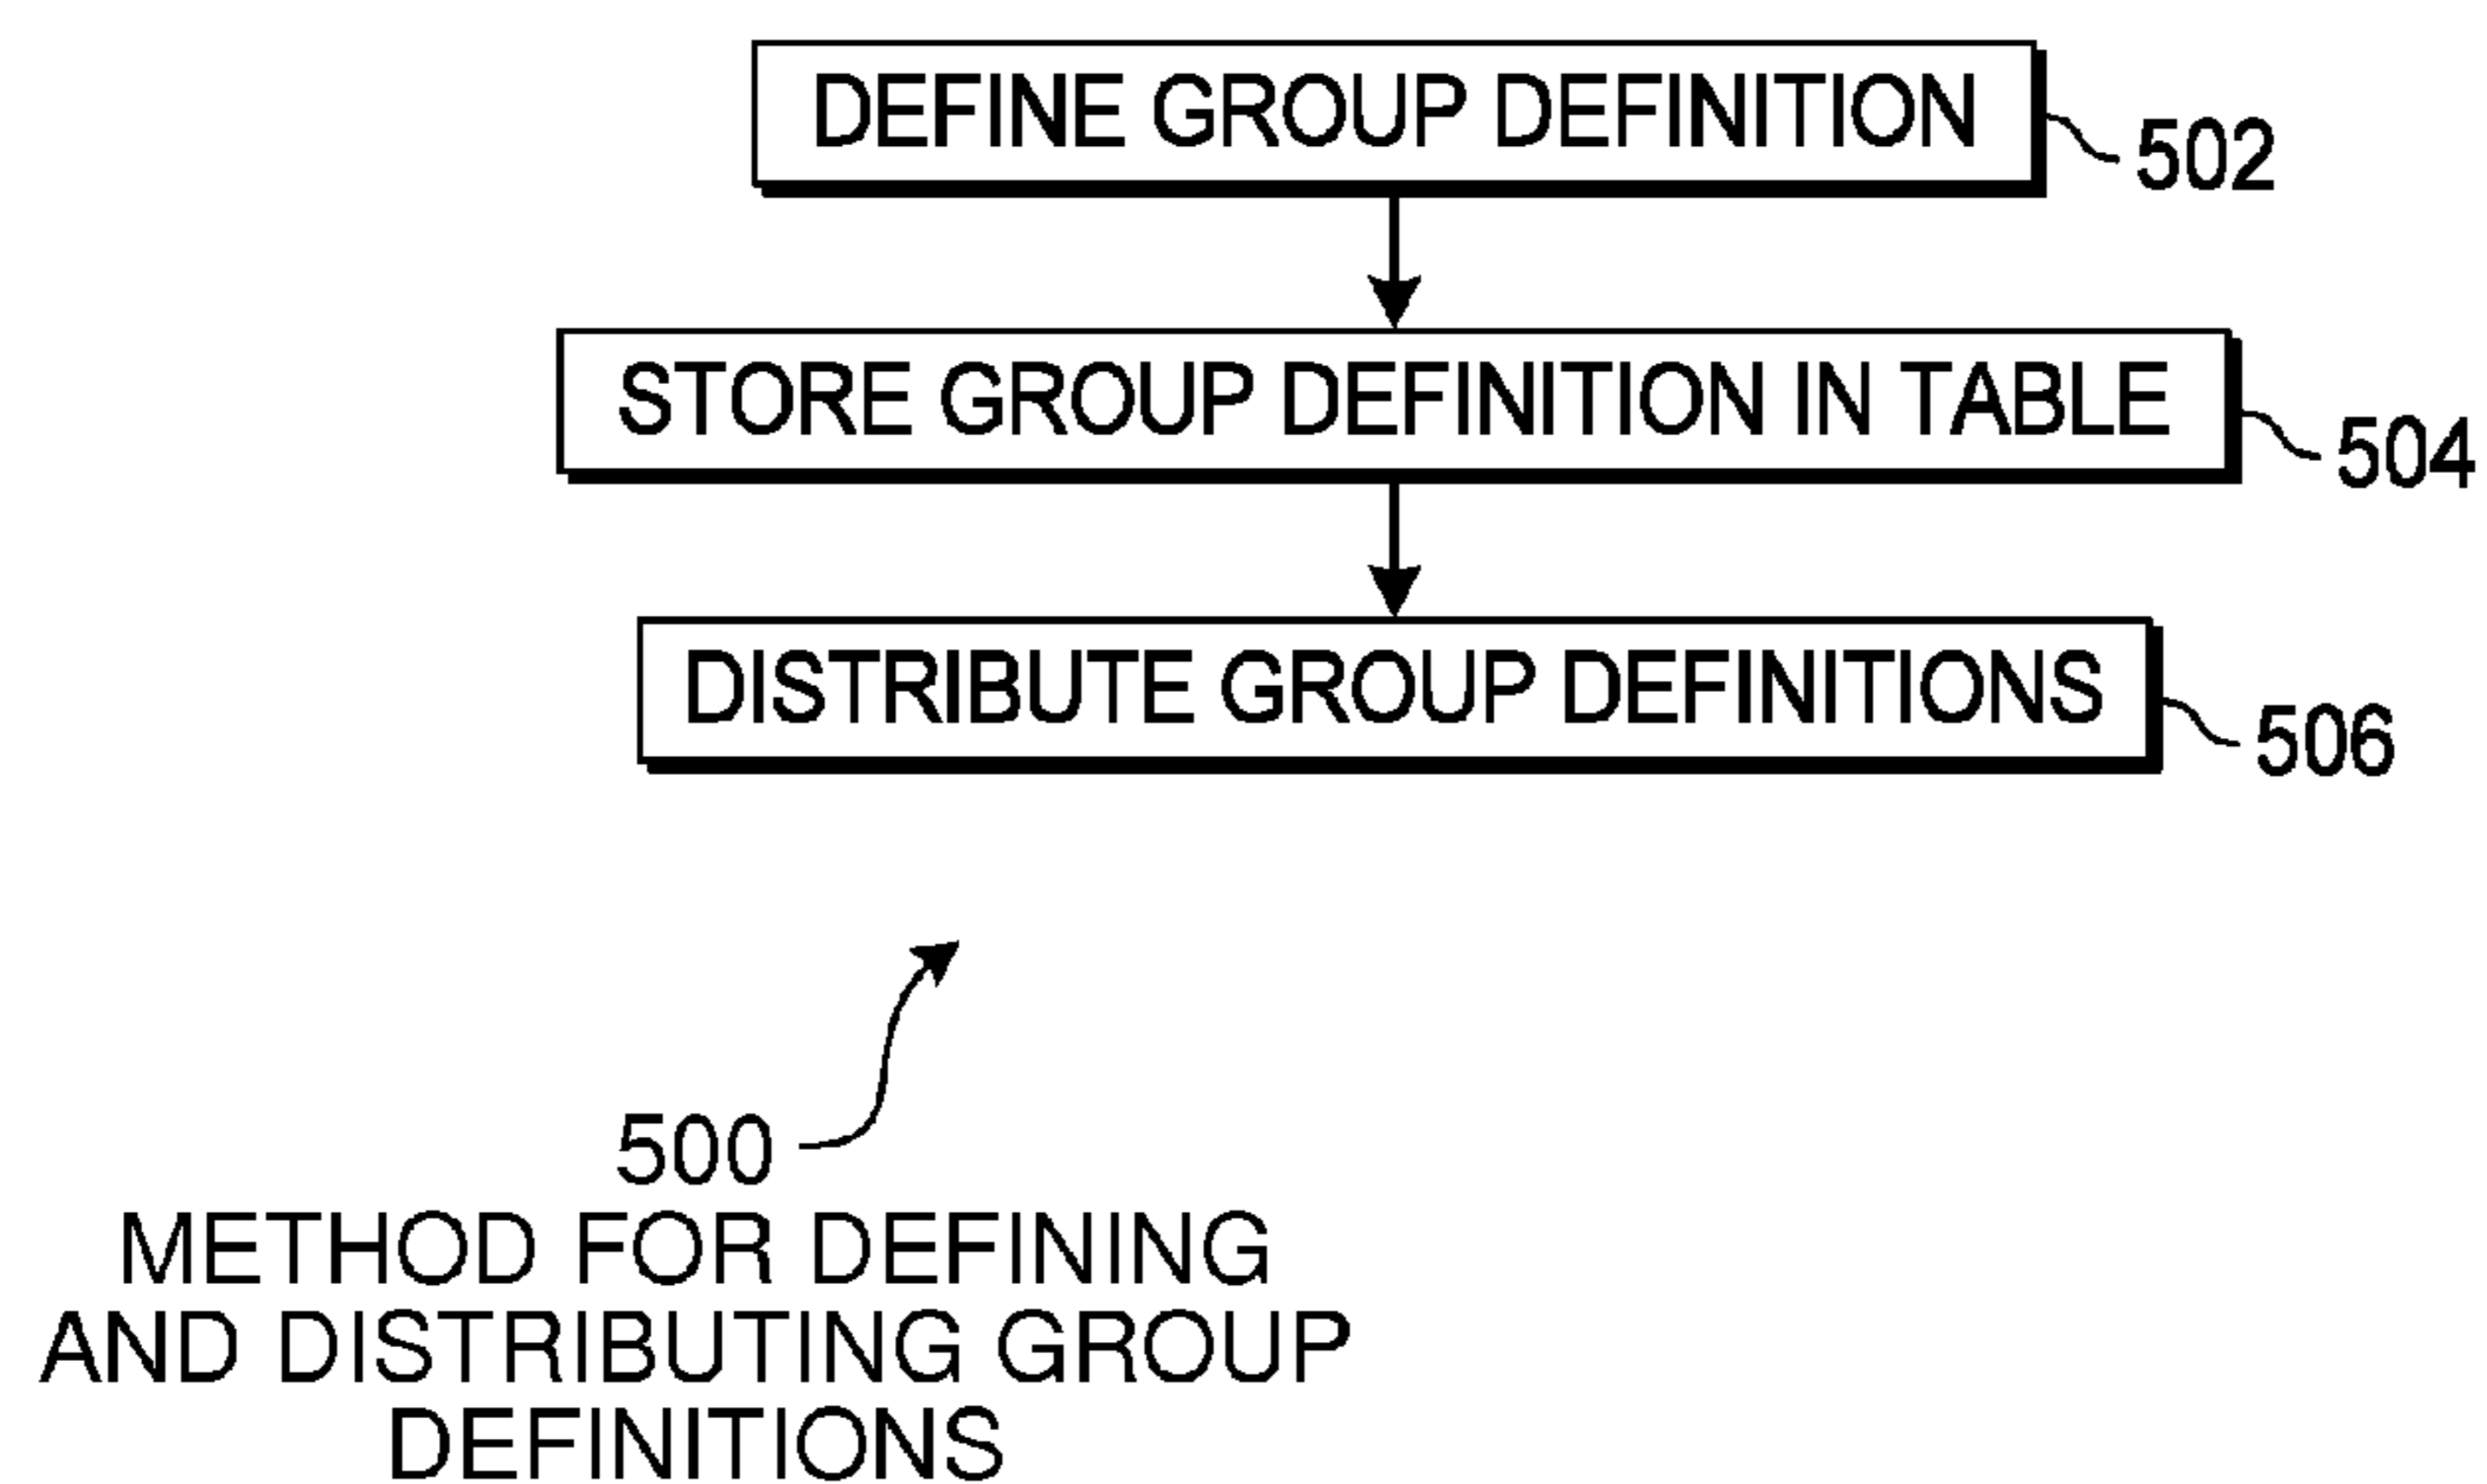 DEFINE GROUP DEFINITION
502
STORE GROUP DEFINITION IN TABLE
504
DISTRIBUTE GROUP DEFINITIONS
506
500
METHOD FOR DEFINING
AND DISTRIBUTING GROUP
DEFINITIONS